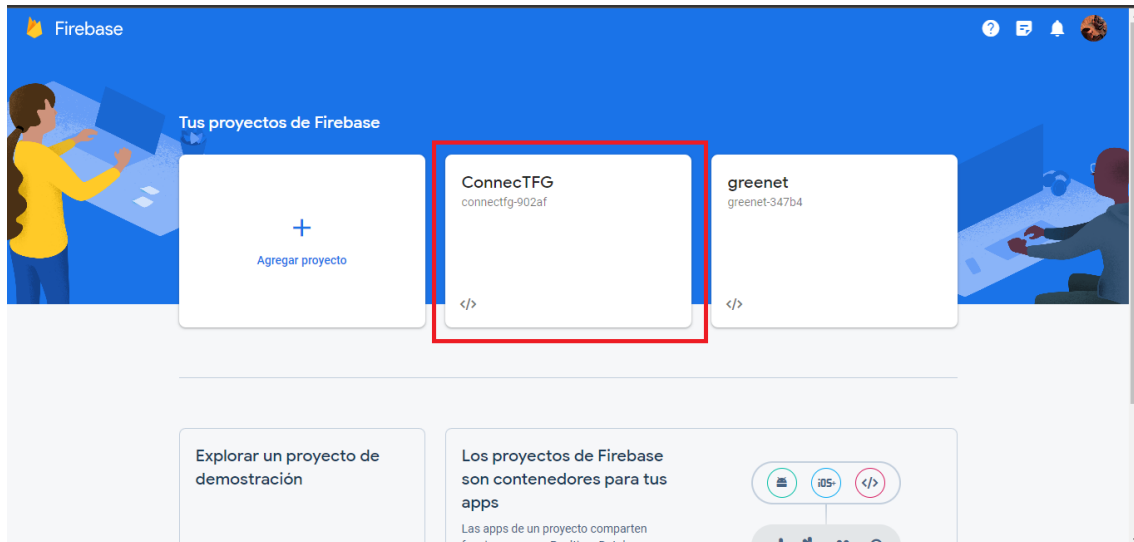 Firebase
Tus proyectos de Firebase
Agregar proyecto
ConnecTFG
connectfg-902af
</>
greenet
greenet-347b4
</>
Explorar un proyecto de
demostración
Los proyectos de Firebase
son contenedores para tus
apps
Las apps de un proyecto comparten
iOS+
</>